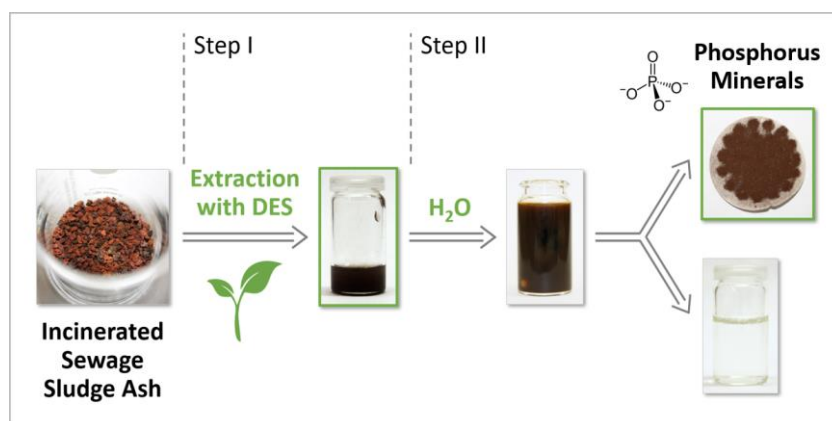 Step I
Step II
Phosphorus
Minerals
O
⁻O P O⁻
O⁻
Extraction
with DES
H₂O
Incinerated
Sewage
Sludge Ash